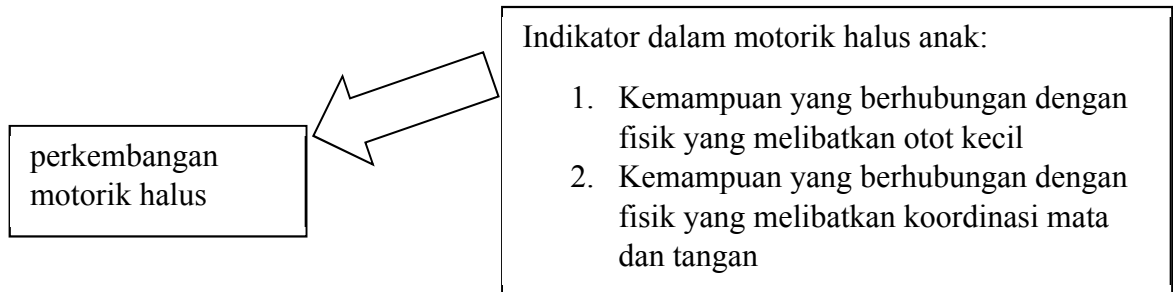 perkembangan
motorik halus
Indikator dalam motorik halus anak:
1. Kemampuan yang berhubungan dengan
fisik yang melibatkan otot kecil
2. Kemampuan yang berhubungan dengan
fisik yang melibatkan koordinasi mata
dan tangan